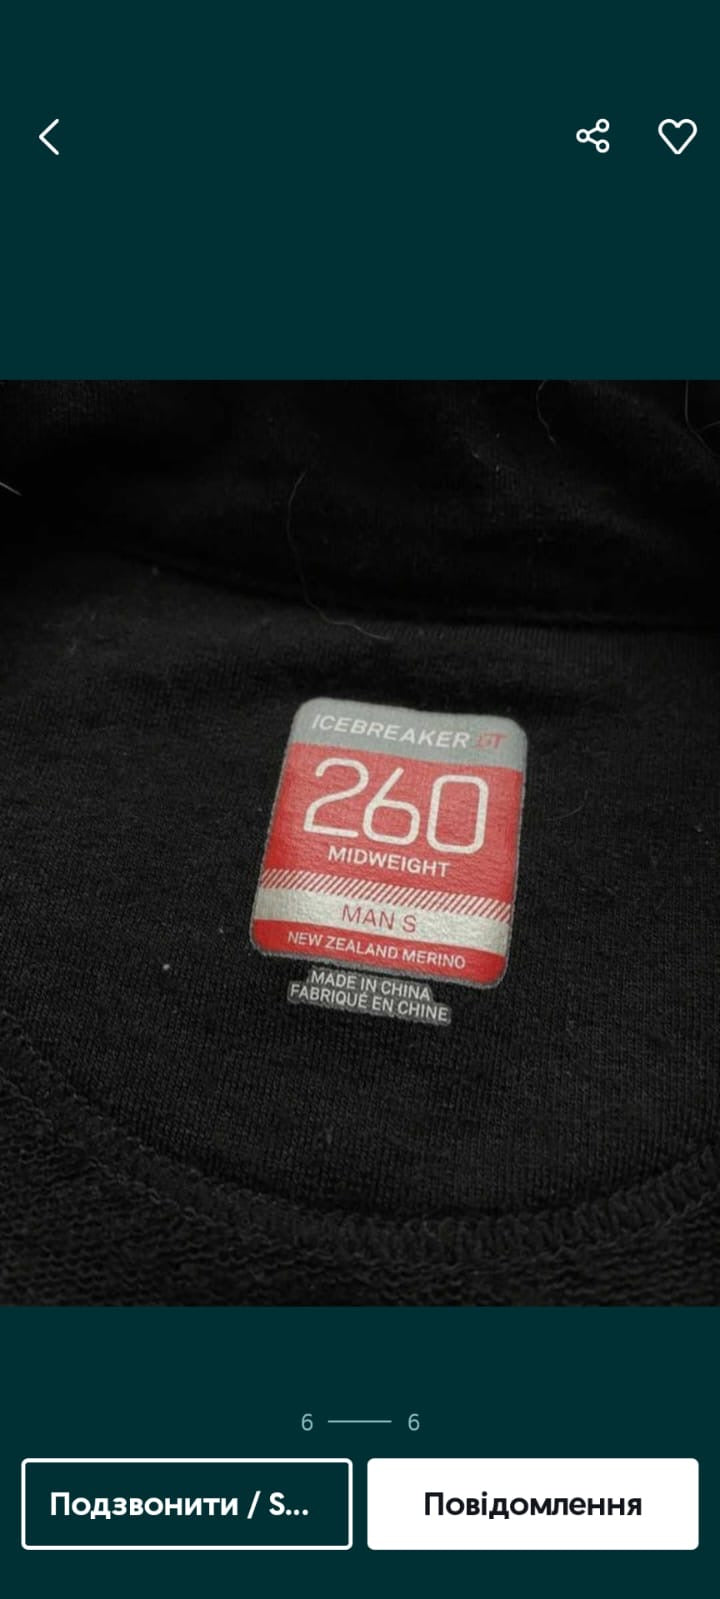 ICEBREAKER GT
260
MIDWEIGHT
MAN S
NEW ZEALAND MERINO
MADE IN CHINA
FABRIQUÉ EN CHINE
6 6
Подзвонити / S...
Повідомлення